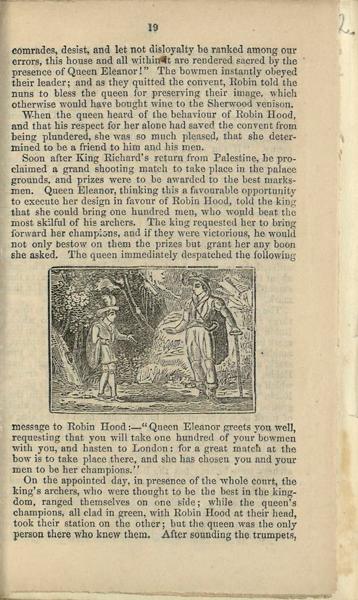 19
2
comrades, desist, and let not disloyalty be ranked among our
errors, this house and all within it are rendered sacred by the
presence of Queen Eleanor!" The bowmen instantly obeyed
their leader; and as they quitted the convent, Robin told the
nuns to bless the queen for preserving their image, which
otherwise would have bought wine to the Sherwood venison.
When the queen heard of the behaviour of Robin Hood,
and that his respect for her alone had saved the convent from
being plundered, she was so much pleased, that she deter-
mined to be a friend to him and his men.
Soon after King Richard's return from Palestine, he pro-
claimed a grand shooting match to take place in the palace
grounds, and prizes were to be awarded to the best marks-
men. Queen Eleanor, thinking this a favourable opportunity
to execute her design in favour of Robin Hood, told the king
that she could bring one hundred men, who would beat the
most skilful of his archers. The king requested her to bring
forward her champions, and if they were victorious, he would
not only bestow on them the prizes but grant her any boon
she asked. The queen immediately despatched the following
message to Robin Hood:—"Queen Eleanor greets you well,
requesting that you will take one hundred of your bowmen
with you, and hasten to London: for a great match at the
bow is to take place there, and she has chosen you and your
men to be her champions."
On the appointed day, in presence of the whole court, the
king's archers, who were thought to be the best in the king-
dom, ranged themselves on one side; while the queen's
champions, all clad in green, with Robin Hood at their head,
took their station on the other; but the queen was the only
person there who knew them. After sounding the trumpets,